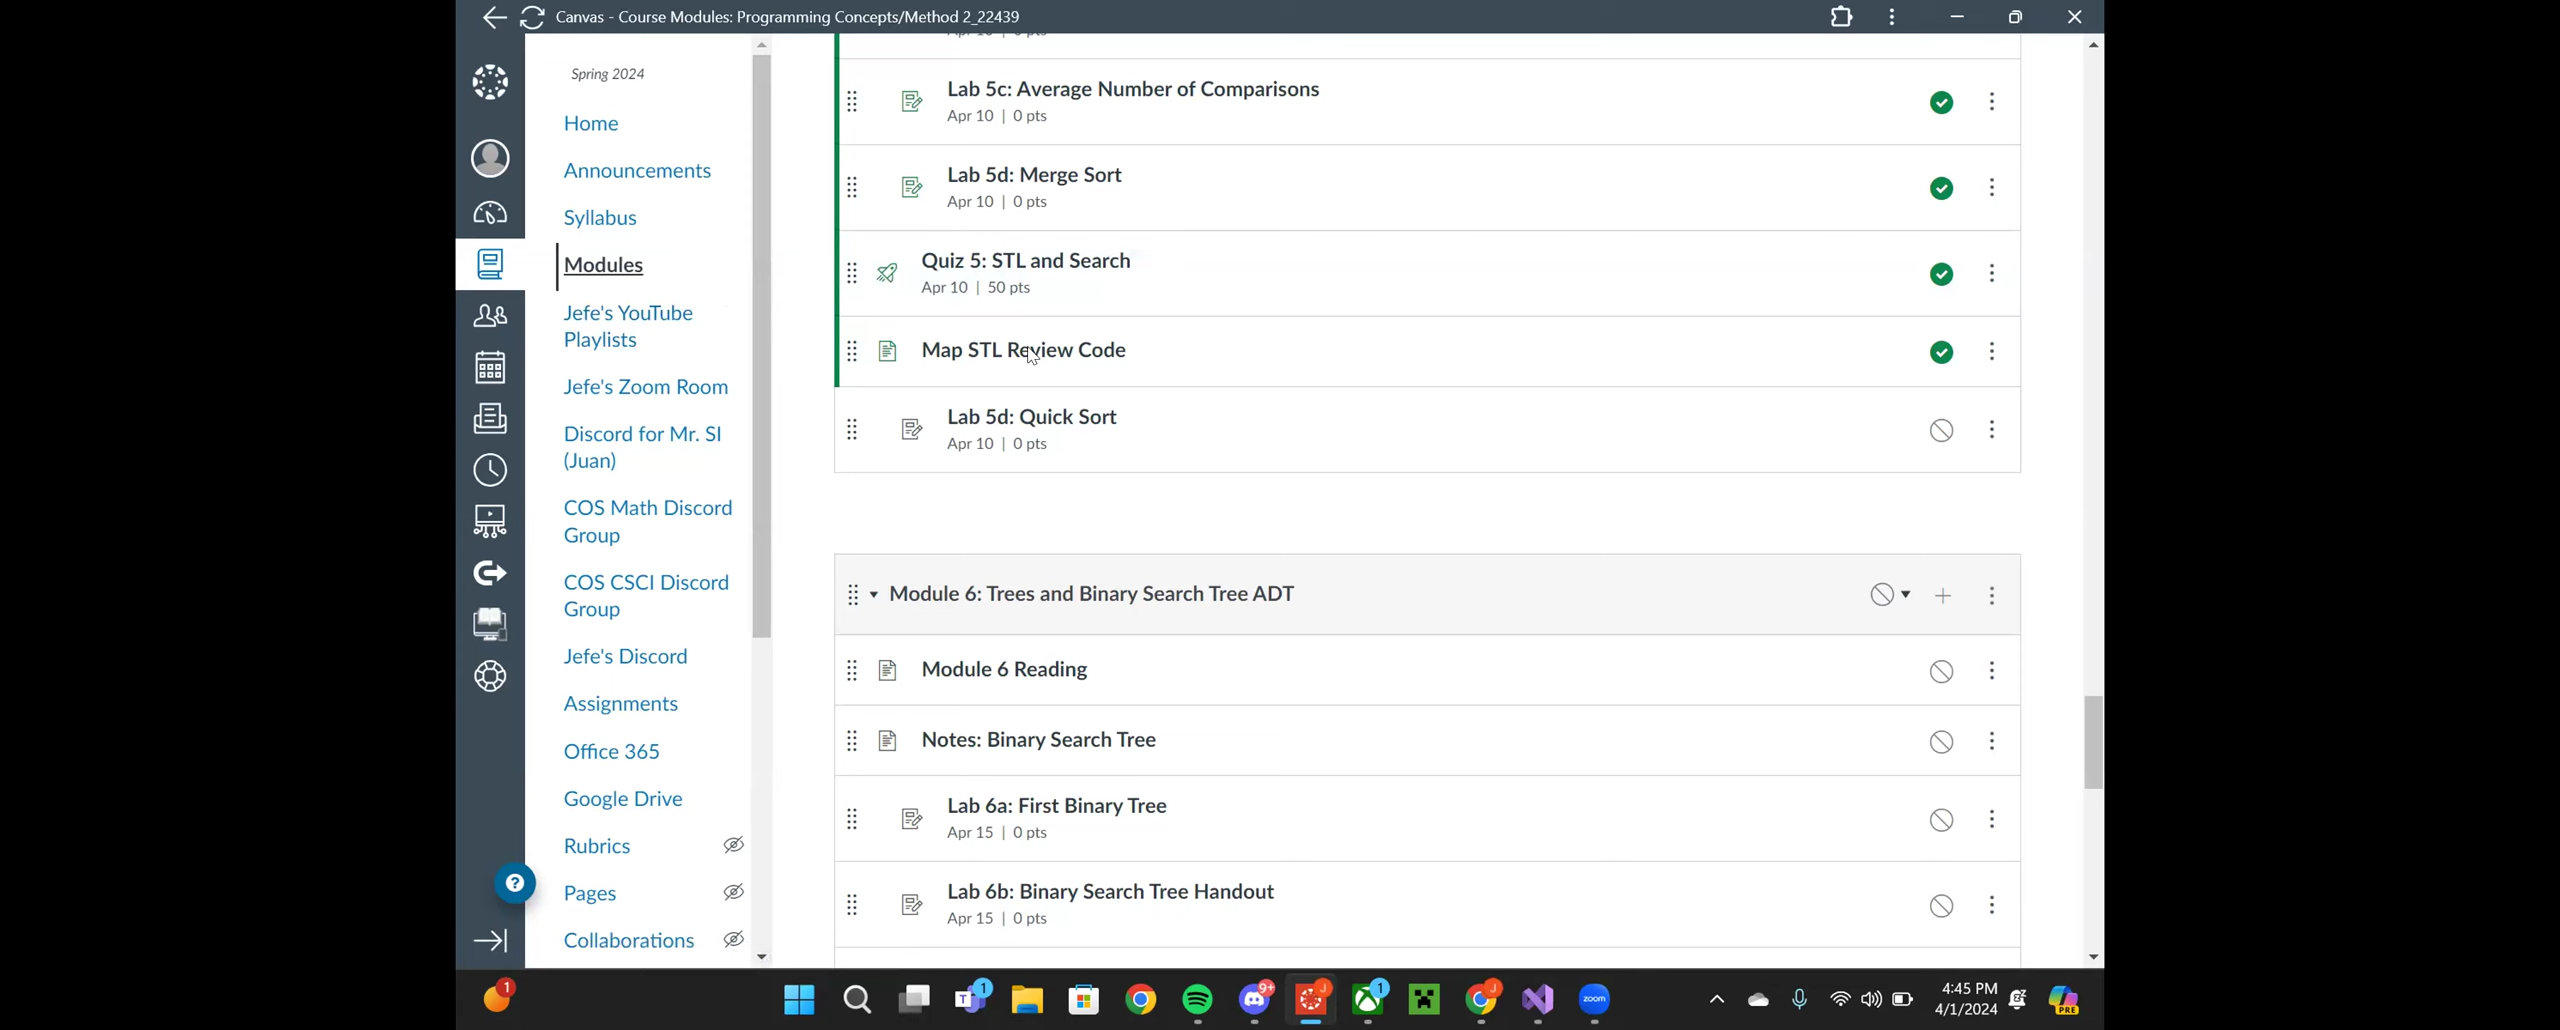 Canvas - Course Modules: Programming Concepts/Method 2_22439
Spring 2024
Home
Announcements
Syllabus
Modules
Jefe's YouTube
Playlists
Jefe's Zoom Room
Discord for Mr. SI
(Juan)
COS Math Discord
Group
COS CSCI Discord
Group
Jefe's Discord
Assignments
Office 365
Google Drive
Rubrics
Pages
Collaborations
Lab 5c: Average Number of Comparisons
Apr 10 | 0 pts
Lab 5d: Merge Sort
Apr 10 | 0 pts
Quiz 5: STL and Search
Apr 10 | 50 pts
Map STL Review Code
Lab 5d: Quick Sort
Apr 10 | 0 pts
Module 6: Trees and Binary Search Tree ADT
Module 6 Reading
Notes: Binary Search Tree
Lab 6a: First Binary Tree
Apr 15 | 0 pts
Lab 6b: Binary Search Tree Handout
Apr 15 | 0 pts
1
1
9+
J
1
J
zoom
4:45 PM
4/1/2024
PRE